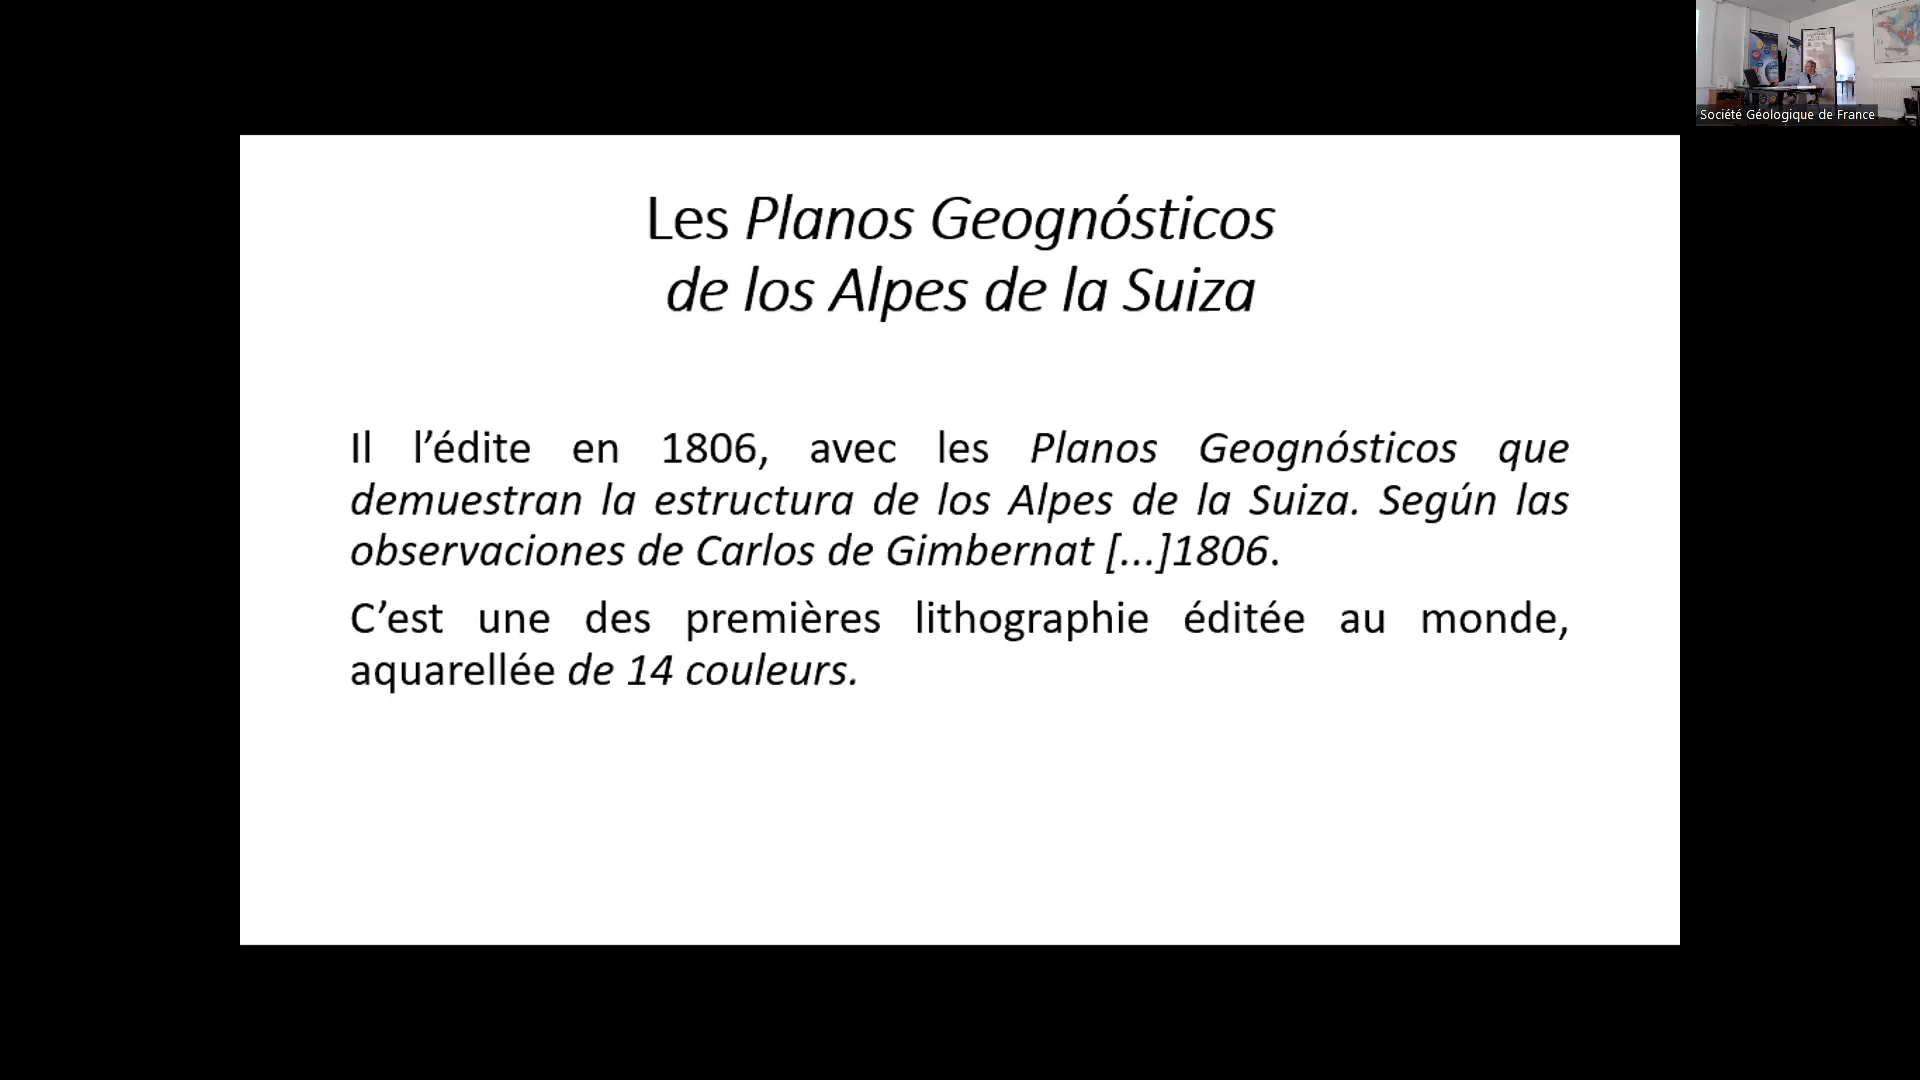 Société Géologique de France
Les Planos Geognósticos
de los Alpes de la Suiza
Il l’édite en 1806, avec les Planos Geognósticos que
demuestran la estructura de los Alpes de la Suiza. Según las
observaciones de Carlos de Gimbernat [...]1806.
C’est une des premières lithographie éditée au monde,
aquarellée de 14 couleurs.